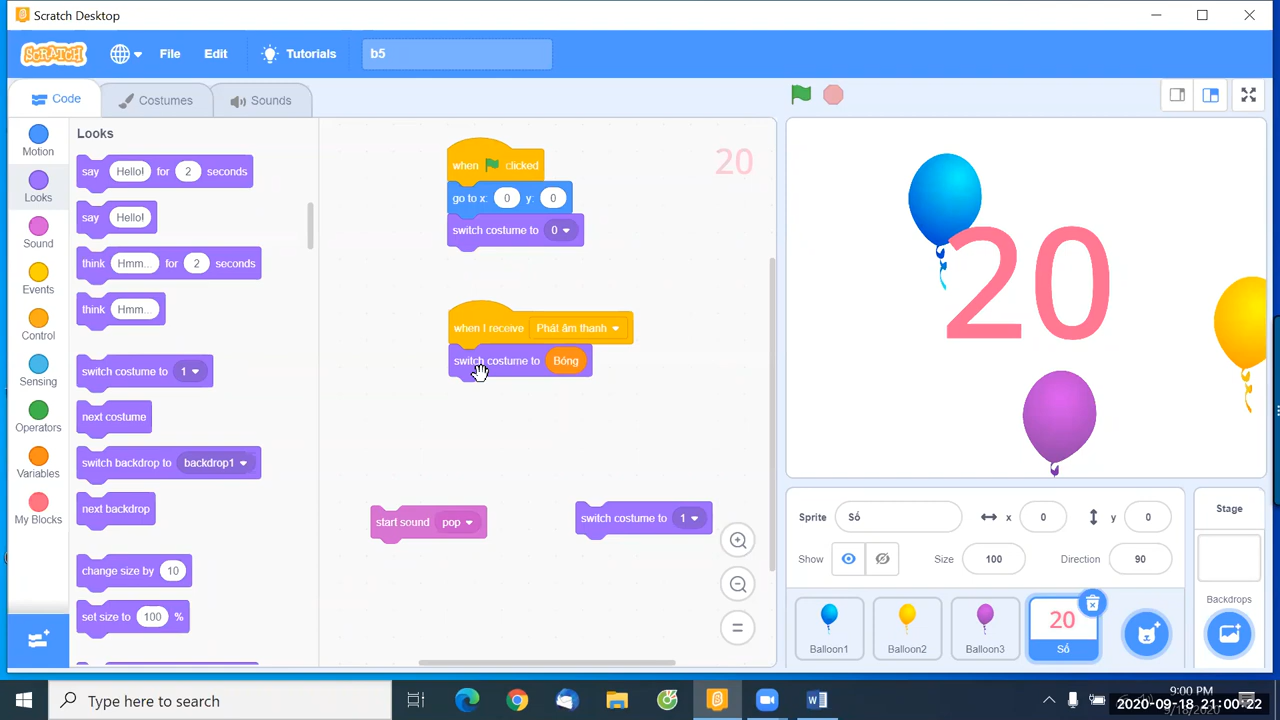 Scratch Desktop
SCRATCH
File
Edit
Tutorials
b5
Code
Costumes
Sounds
Motion
Looks
Sound
Events
Control
Sensing
Operators
Variables
My Blocks
Looks
say Hello! for 2 seconds
say Hello!
think Hmm... for 2 seconds
think Hmm...
switch costume to 1
next costume
switch backdrop to backdrop1
next backdrop
change size by 10
set size to 100 %
when clicked
go to x: 0 y: 0
switch costume to 0
20
when I receive Phát âm thanh
switch costume to Bóng
start sound pop
switch costume to 1
20
Sprite Số x 0 y 0
Show Size 100 Direction 90
Balloon1
Balloon2
Balloon3
20
Số
Stage
Backdrops
Type here to search
9:00 PM
2020-09-18 21:00:22